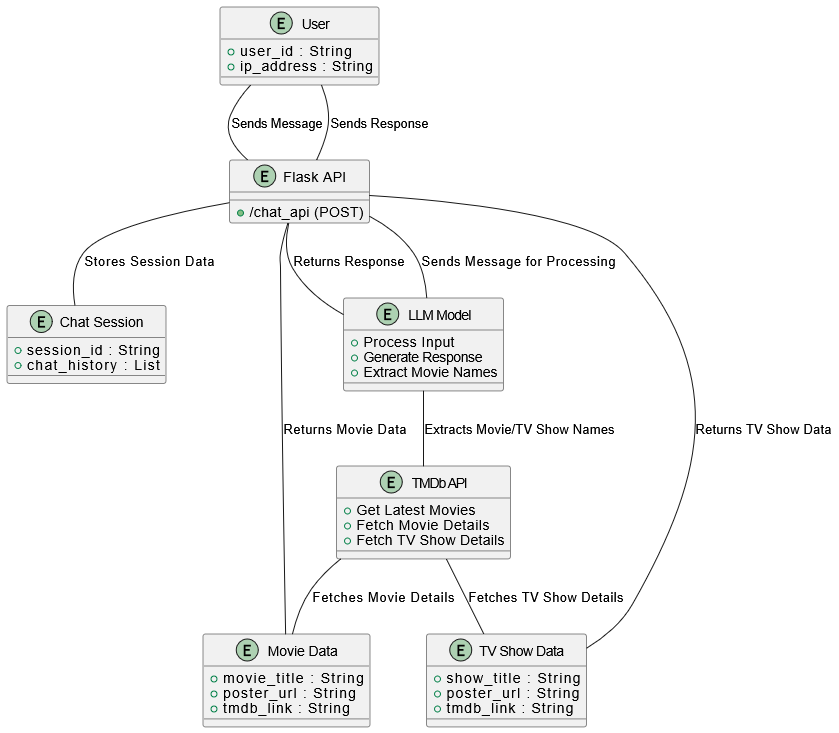 E User
user_id : String
ip_address : String
Sends Message
Sends Response
E Flask API
/chat_api (POST)
Stores Session Data
Returns Response
Sends Message for Processing
E Chat Session
session_id : String
chat_history : List
E LLM Model
Process Input
Generate Response
Extract Movie Names
Returns Movie Data
Extracts Movie/TV Show Names
Returns TV Show Data
E TMDb API
Get Latest Movies
Fetch Movie Details
Fetch TV Show Details
Fetches Movie Details
Fetches TV Show Details
E Movie Data
movie_title : String
poster_url : String
tmdb_link : String
E TV Show Data
show_title : String
poster_url : String
tmdb_link : String